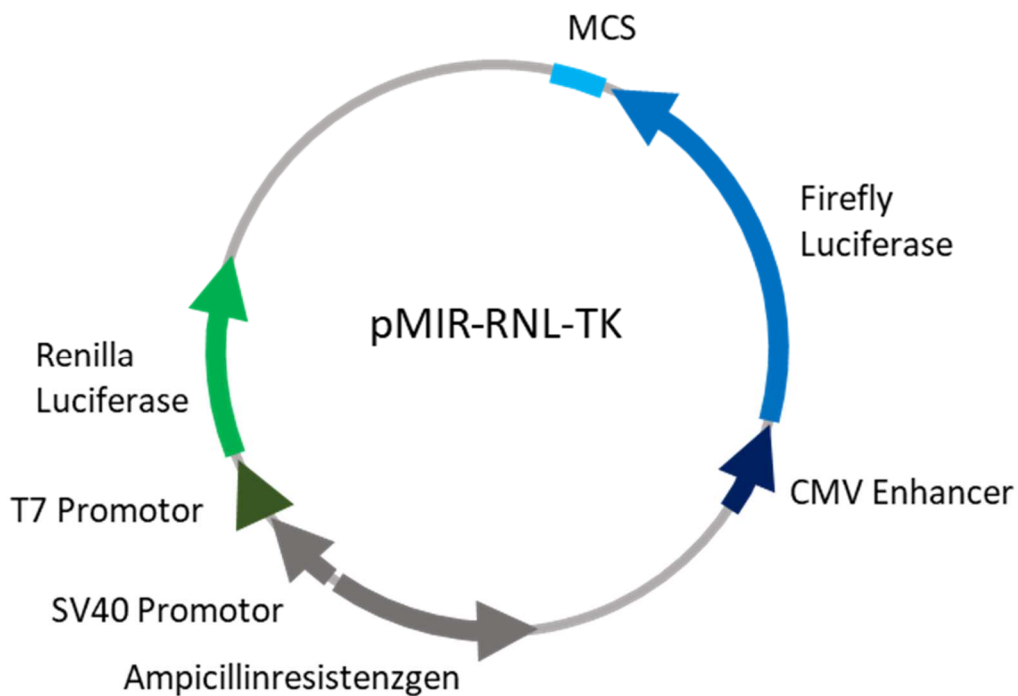 MCS
Firefly
Luciferase
pMIR-RNL-TK
Renilla
Luciferase
CMV Enhancer
T7 Promotor
SV40 Promotor
Ampicillinresistenzgen